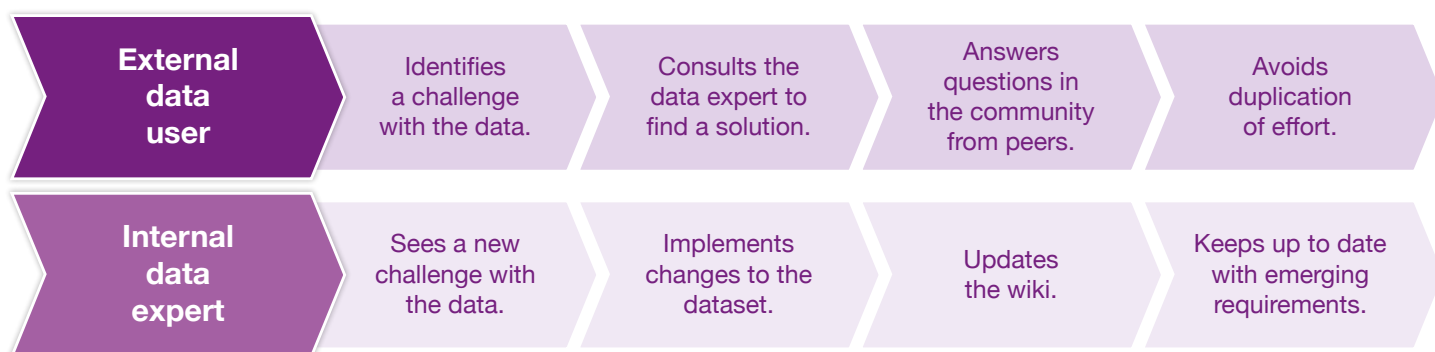 External
data
user
Identifies
a challenge
with the data.
Consults the
data expert to
find a solution.
Answers
questions in
the community
from peers.
Avoids
duplication
of effort.
Internal
data
expert
Sees a new
challenge with
the data.
Implements
changes to the
dataset.
Updates
the wiki.
Keeps up to date
with emerging
requirements.